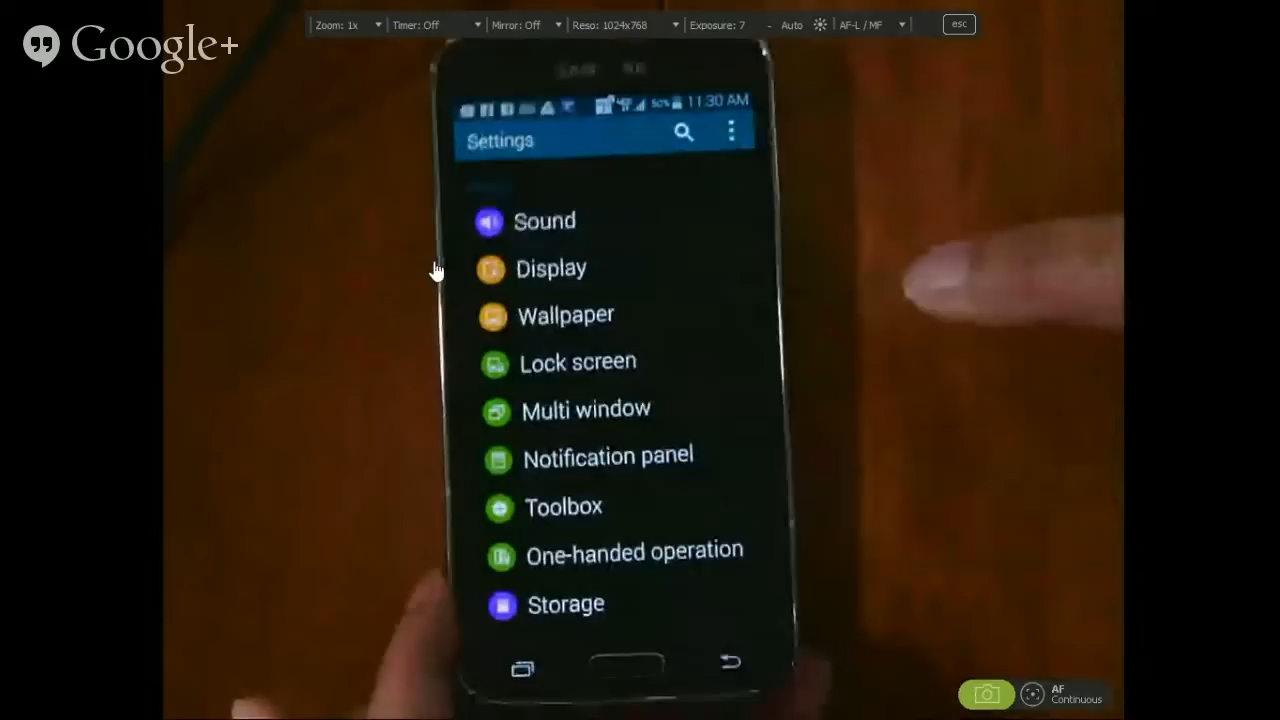 Zoom: 1x Timer: Off Mirror: Off Reso: 1024x768 Exposure: 7 - Auto AF-L / MF esc
Google+
50% 11:30 AM
Settings
Sound
Display
Wallpaper
Lock screen
Multi window
Notification panel
Toolbox
One-handed operation
Storage
AF
Continuous